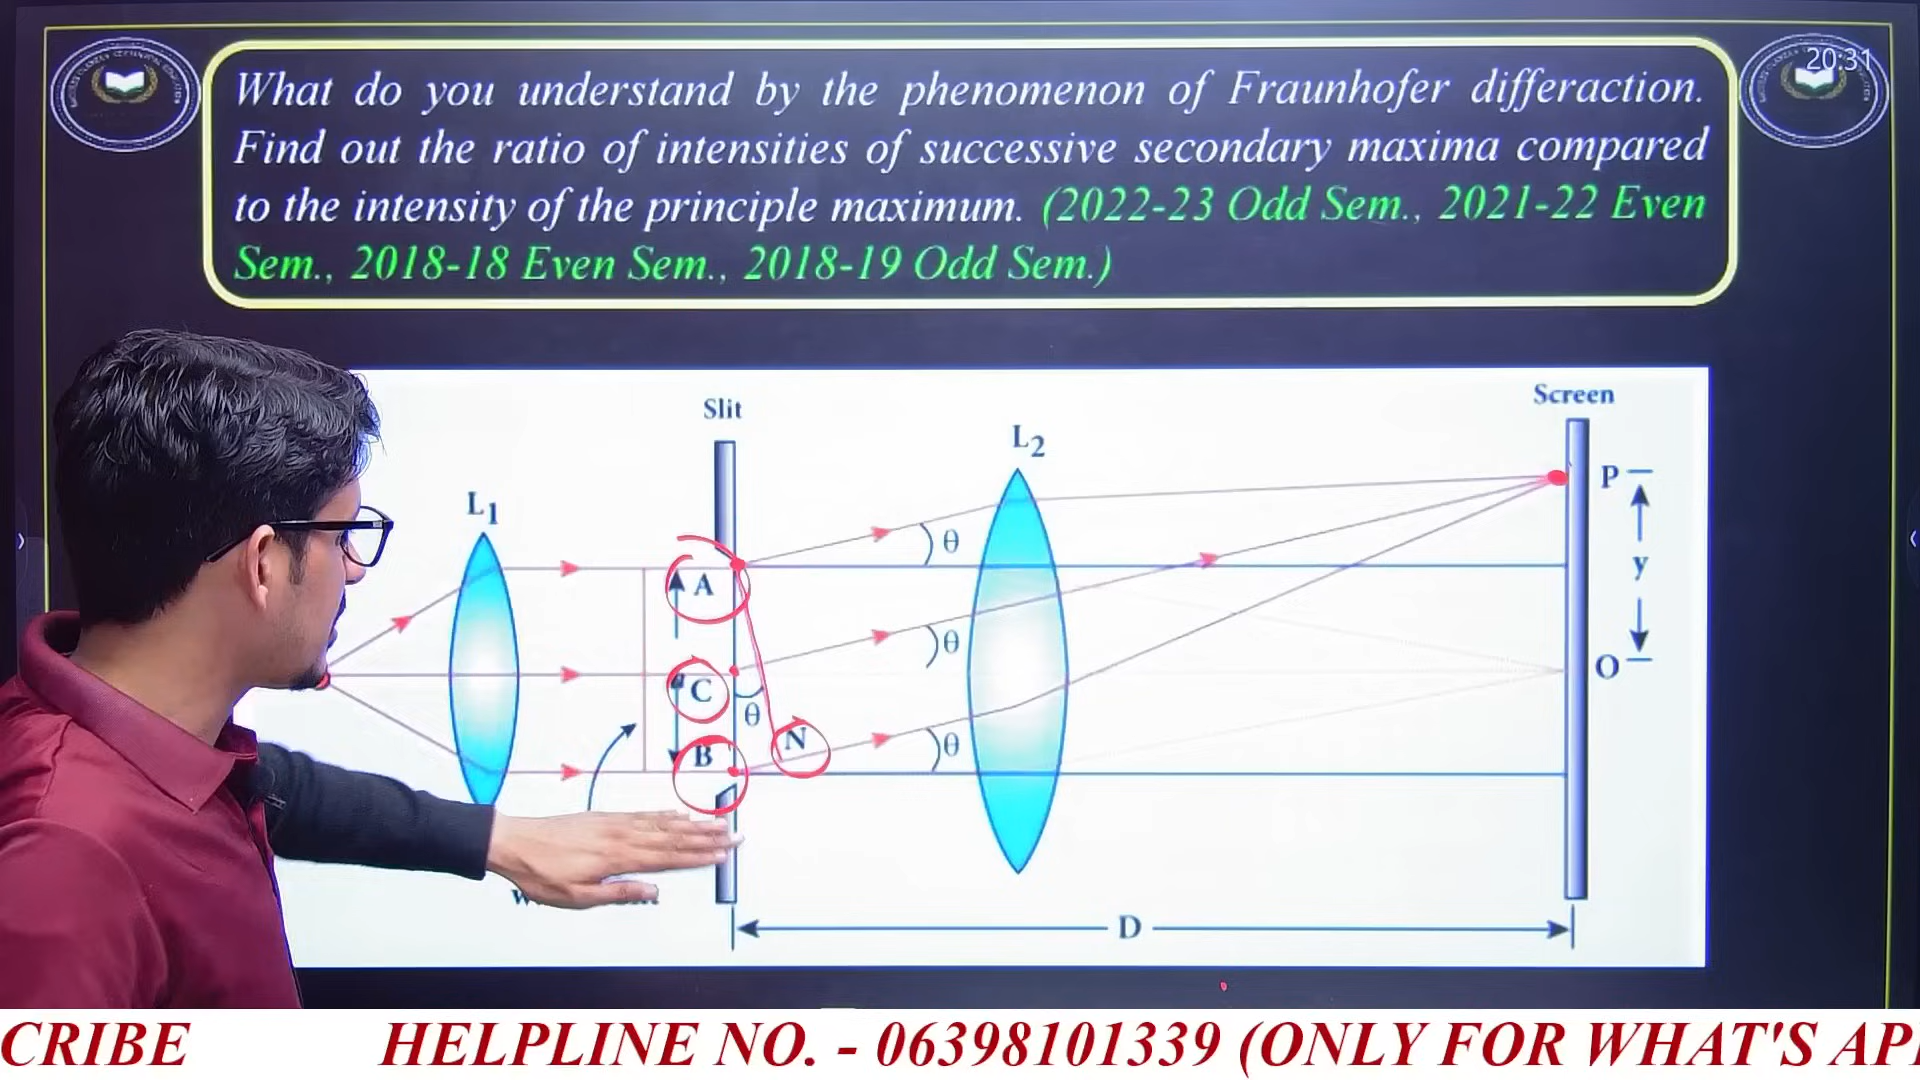 20:31
What do you understand by the phenomenon of Fraunhofer differaction.
Find out the ratio of intensities of successive secondary maxima compared
to the intensity of the principle maximum. (2022-23 Odd Sem., 2021-22 Even
Sem., 2018-18 Even Sem., 2018-19 Odd Sem.)
Slit
Screen
L2
L1
P
θ
A
y
θ
C
O
θ
B
N
θ
D
CRIBE HELPLINE NO. - 06398101339 (ONLY FOR WHAT'S AP